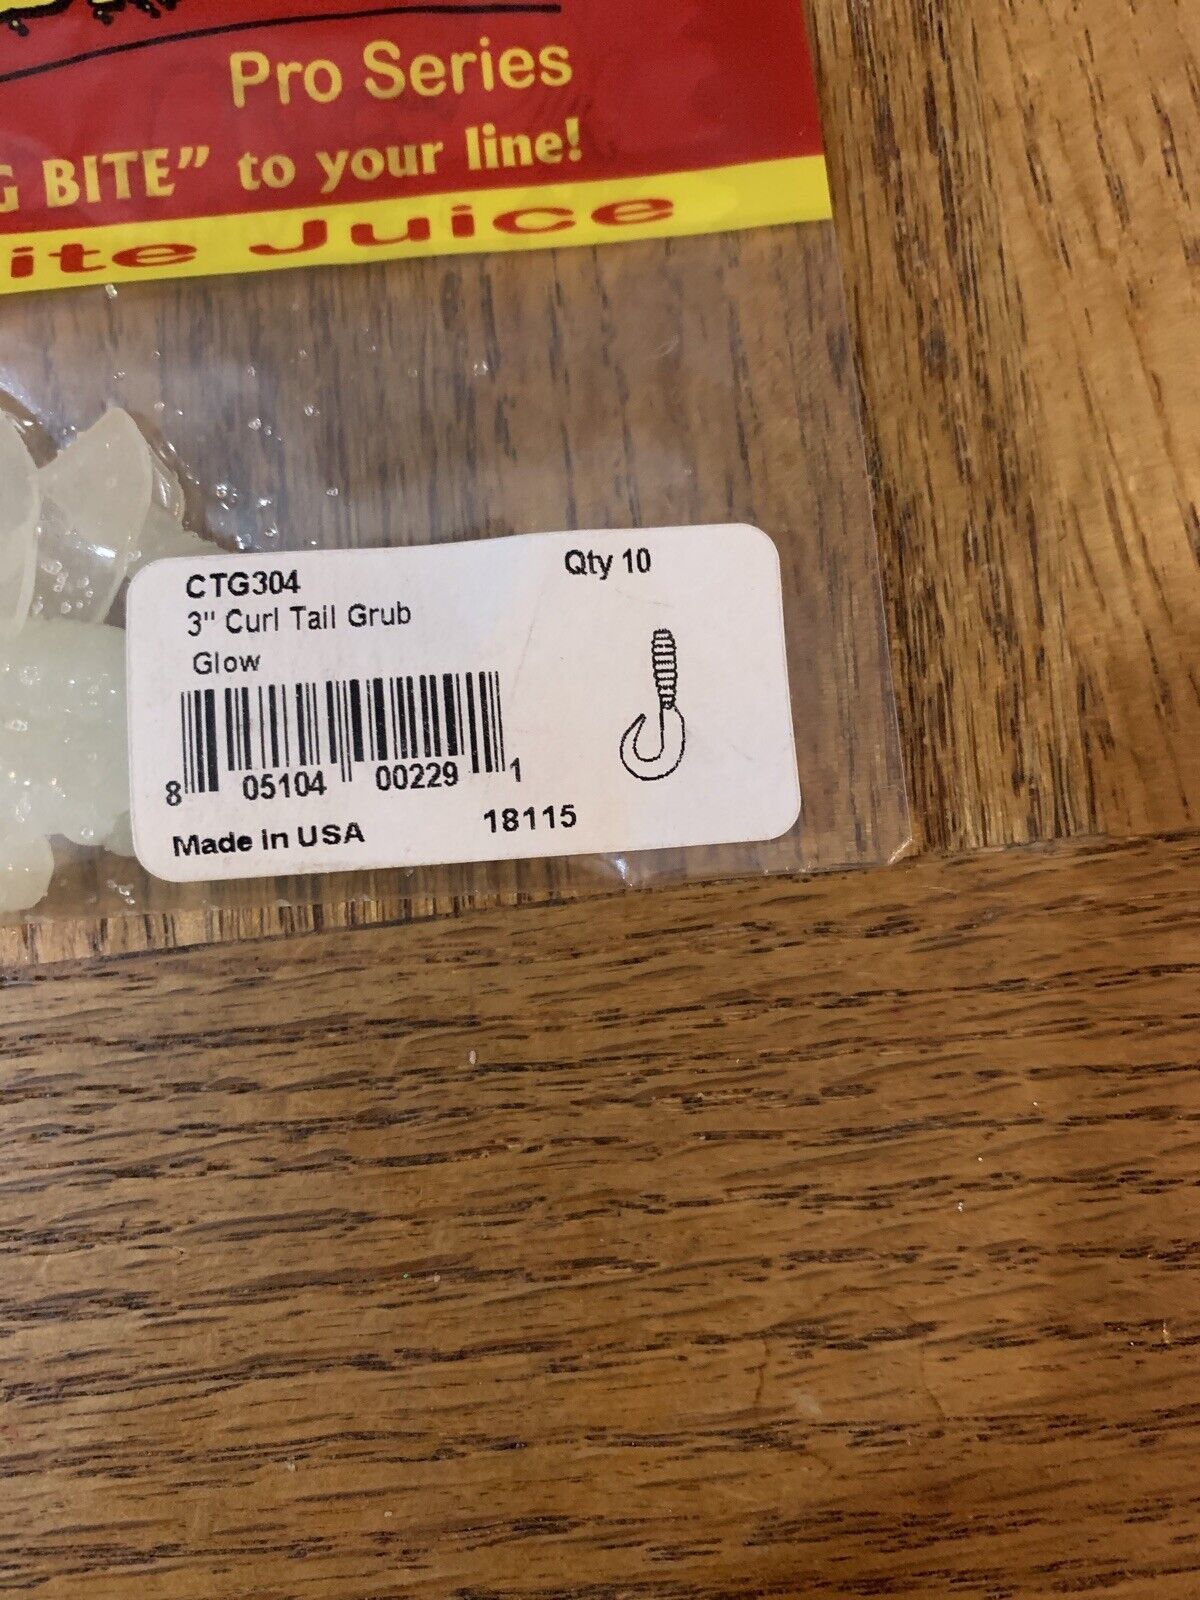 Pro Series
BITE" to your line!
Juice
CTG304
Qty 10
3" Curl Tail Grub
Glow
8 05104 00229 1
Made in USA
18115